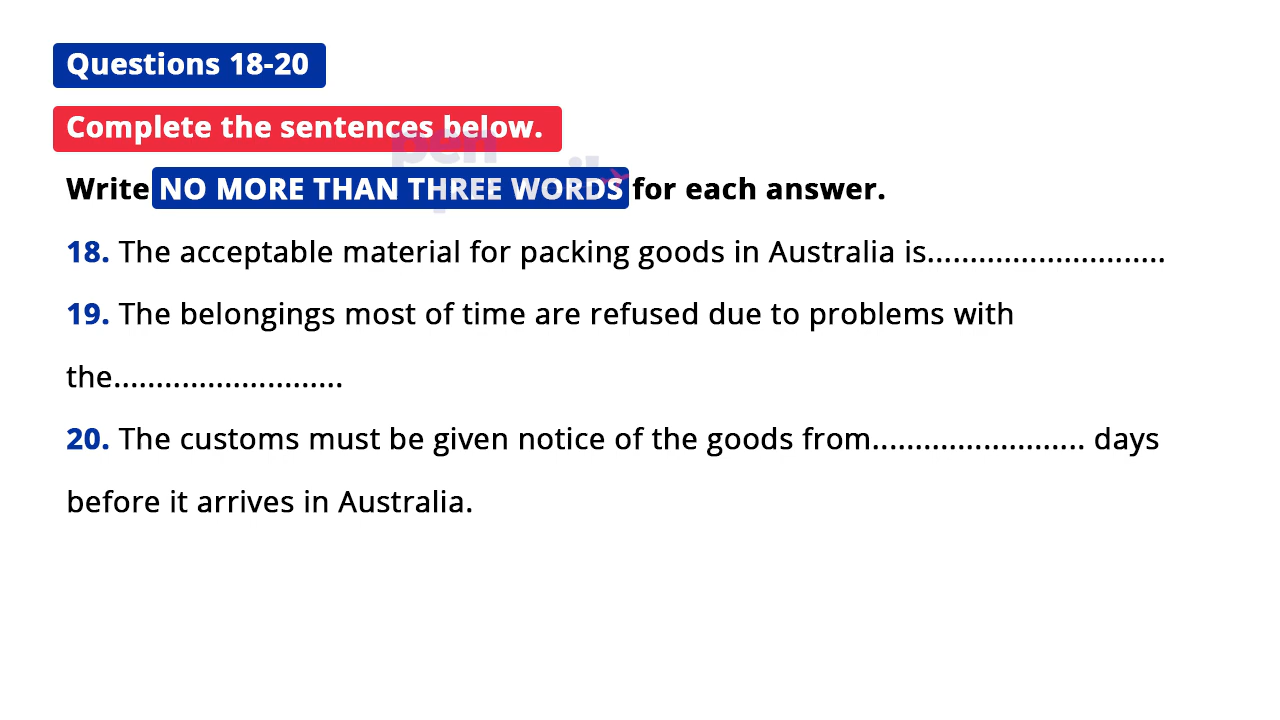 Questions 18-20
Complete the sentences below.
Write NO MORE THAN THREE WORDS for each answer.
18. The acceptable material for packing goods in Australia is............................
19. The belongings most of time are refused due to problems with
the...........................
20. The customs must be given notice of the goods from......................... days
before it arrives in Australia.